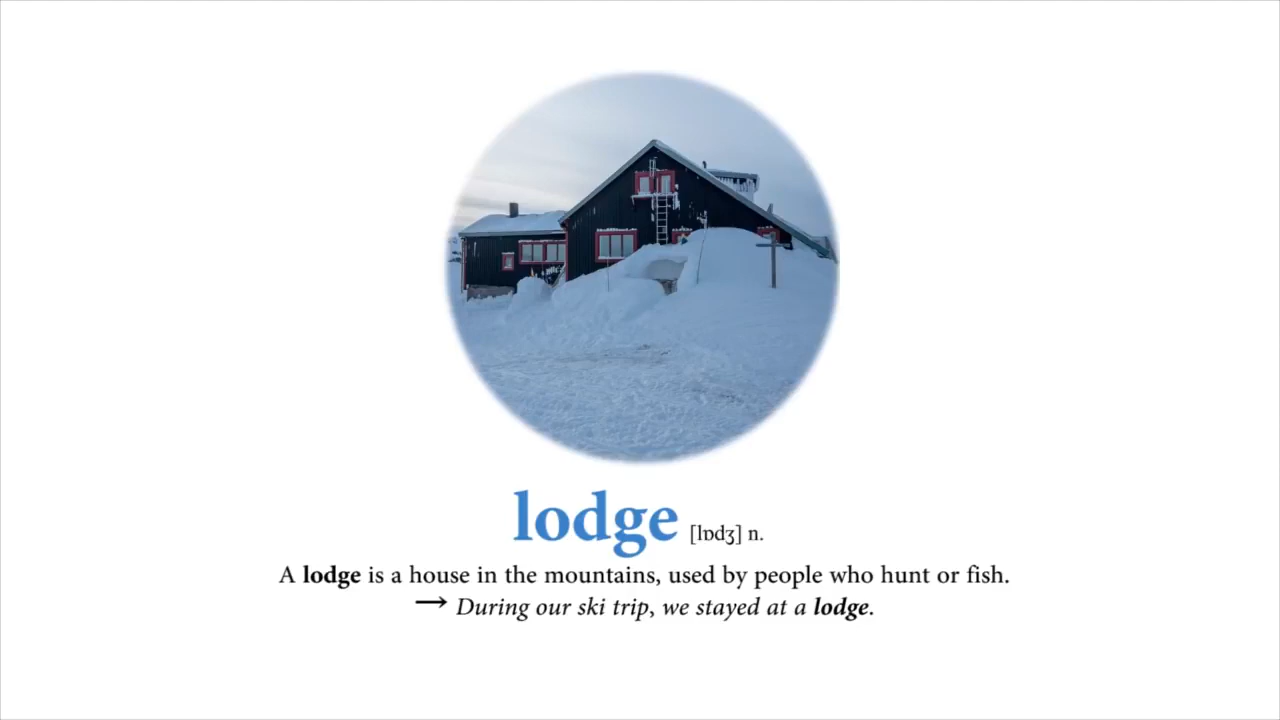 lodge [lɒdʒ] n.
A lodge is a house in the mountains, used by people who hunt or fish.
→ During our ski trip, we stayed at a lodge.